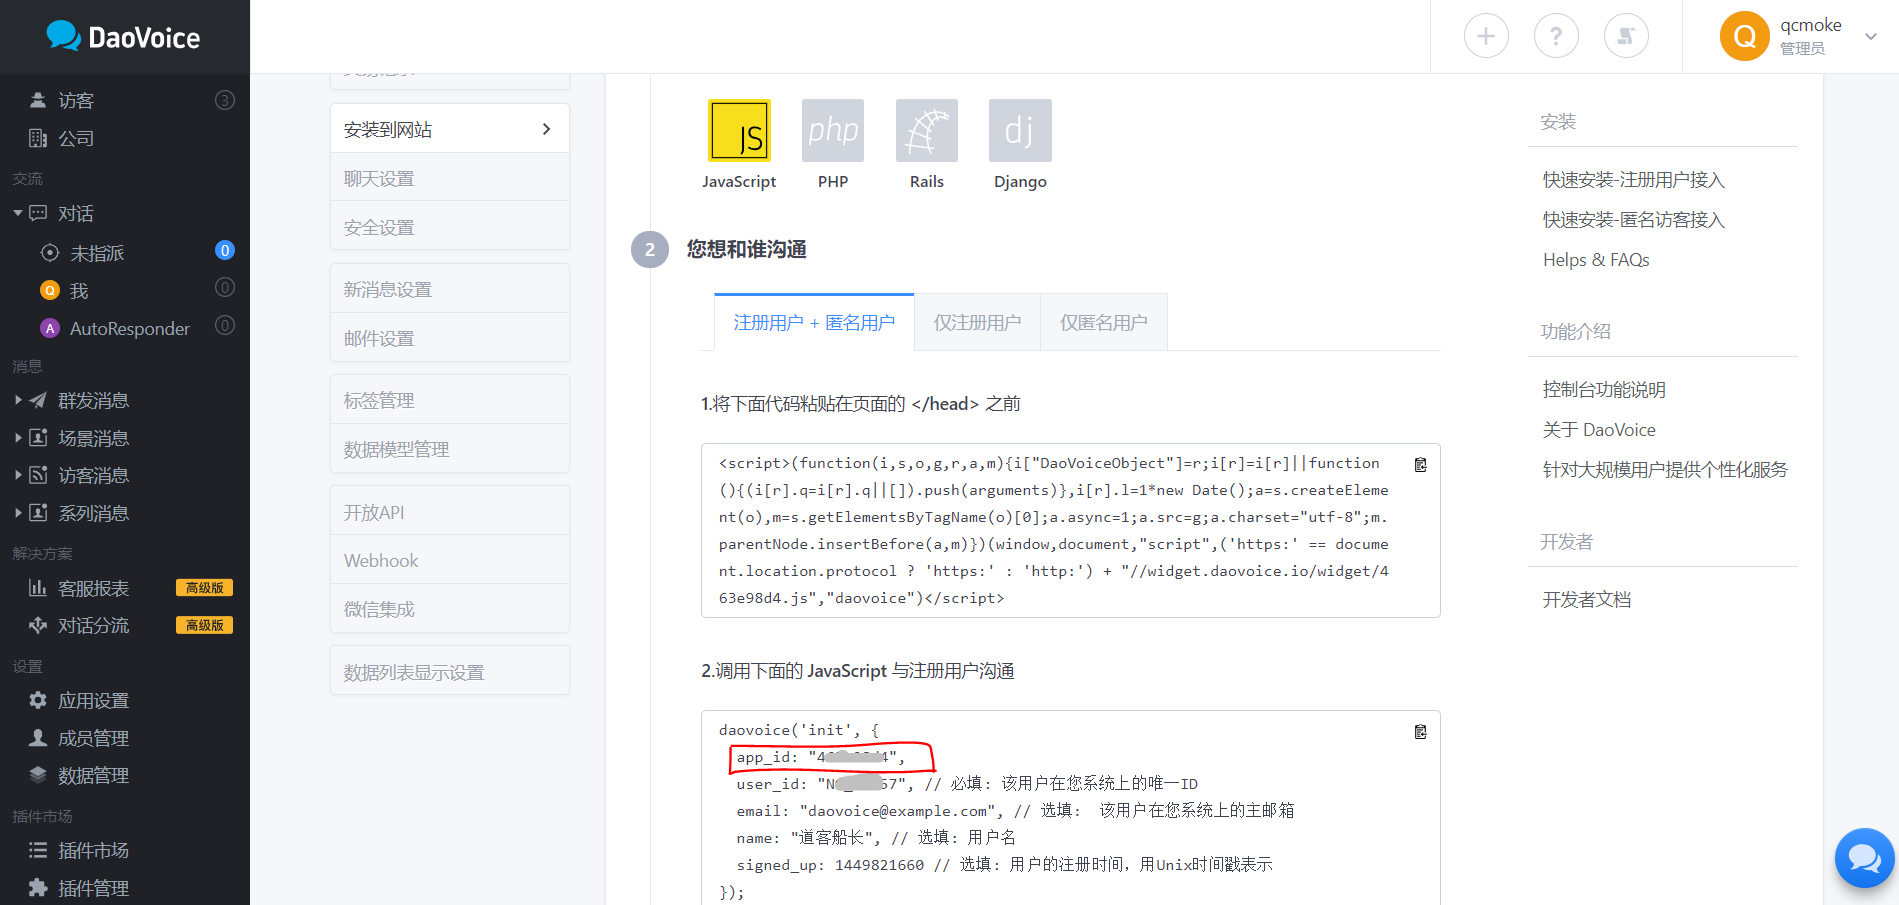 DaoVoice
qcmoke
管理员
Q
?
访客
3
公司
交流
对话
未指派
0
Q
我
0
A
AutoResponder
0
消息
群发消息
场景消息
访客消息
系列消息
解决方案
客服报表
高级版
对话分流
高级版
设置
应用设置
成员管理
数据管理
插件市场
插件市场
插件管理
安装到网站
聊天设置
安全设置
新消息设置
邮件设置
标签管理
数据模型管理
开放API
Webhook
微信集成
数据列表显示设置
JS
php
dj
JavaScript
PHP
Rails
Django
2
您想和谁沟通
注册用户 + 匿名用户
仅注册用户
仅匿名用户
1.将下面代码粘贴在页面的 </head> 之前
<script>(function(i,s,o,g,r,a,m){i["DaoVoiceObject"]=r;i[r]=i[r]||function
(){(i[r].q=i[r].q||[]).push(arguments)},i[r].l=1*new Date();a=s.createEleme
nt(o),m=s.getElementsByTagName(o)[0];a.async=1;a.src=g;a.charset="utf-8";m.
parentNode.insertBefore(a,m)})(window,document,"script",('https:' == docume
nt.location.protocol ? 'https:' : 'http:') + "//widget.daovoice.io/widget/4
63e98d4.js","daovoice")</script>
2.调用下面的 JavaScript 与注册用户沟通
daovoice('init', {
app_id:
user_id: // 必填: 该用户在您系统上的唯一ID
email: "daovoice@example.com", // 选填: 该用户在您系统上的主邮箱
name: "道客船长", // 选填: 用户名
signed_up: 1449821660 // 选填: 用户的注册时间, 用Unix时间戳表示
});
安装
快速安装-注册用户接入
快速安装-匿名访客接入
Helps & FAQs
功能介绍
控制台功能说明
关于 DaoVoice
针对大规模用户提供个性化服务
开发者
开发者文档